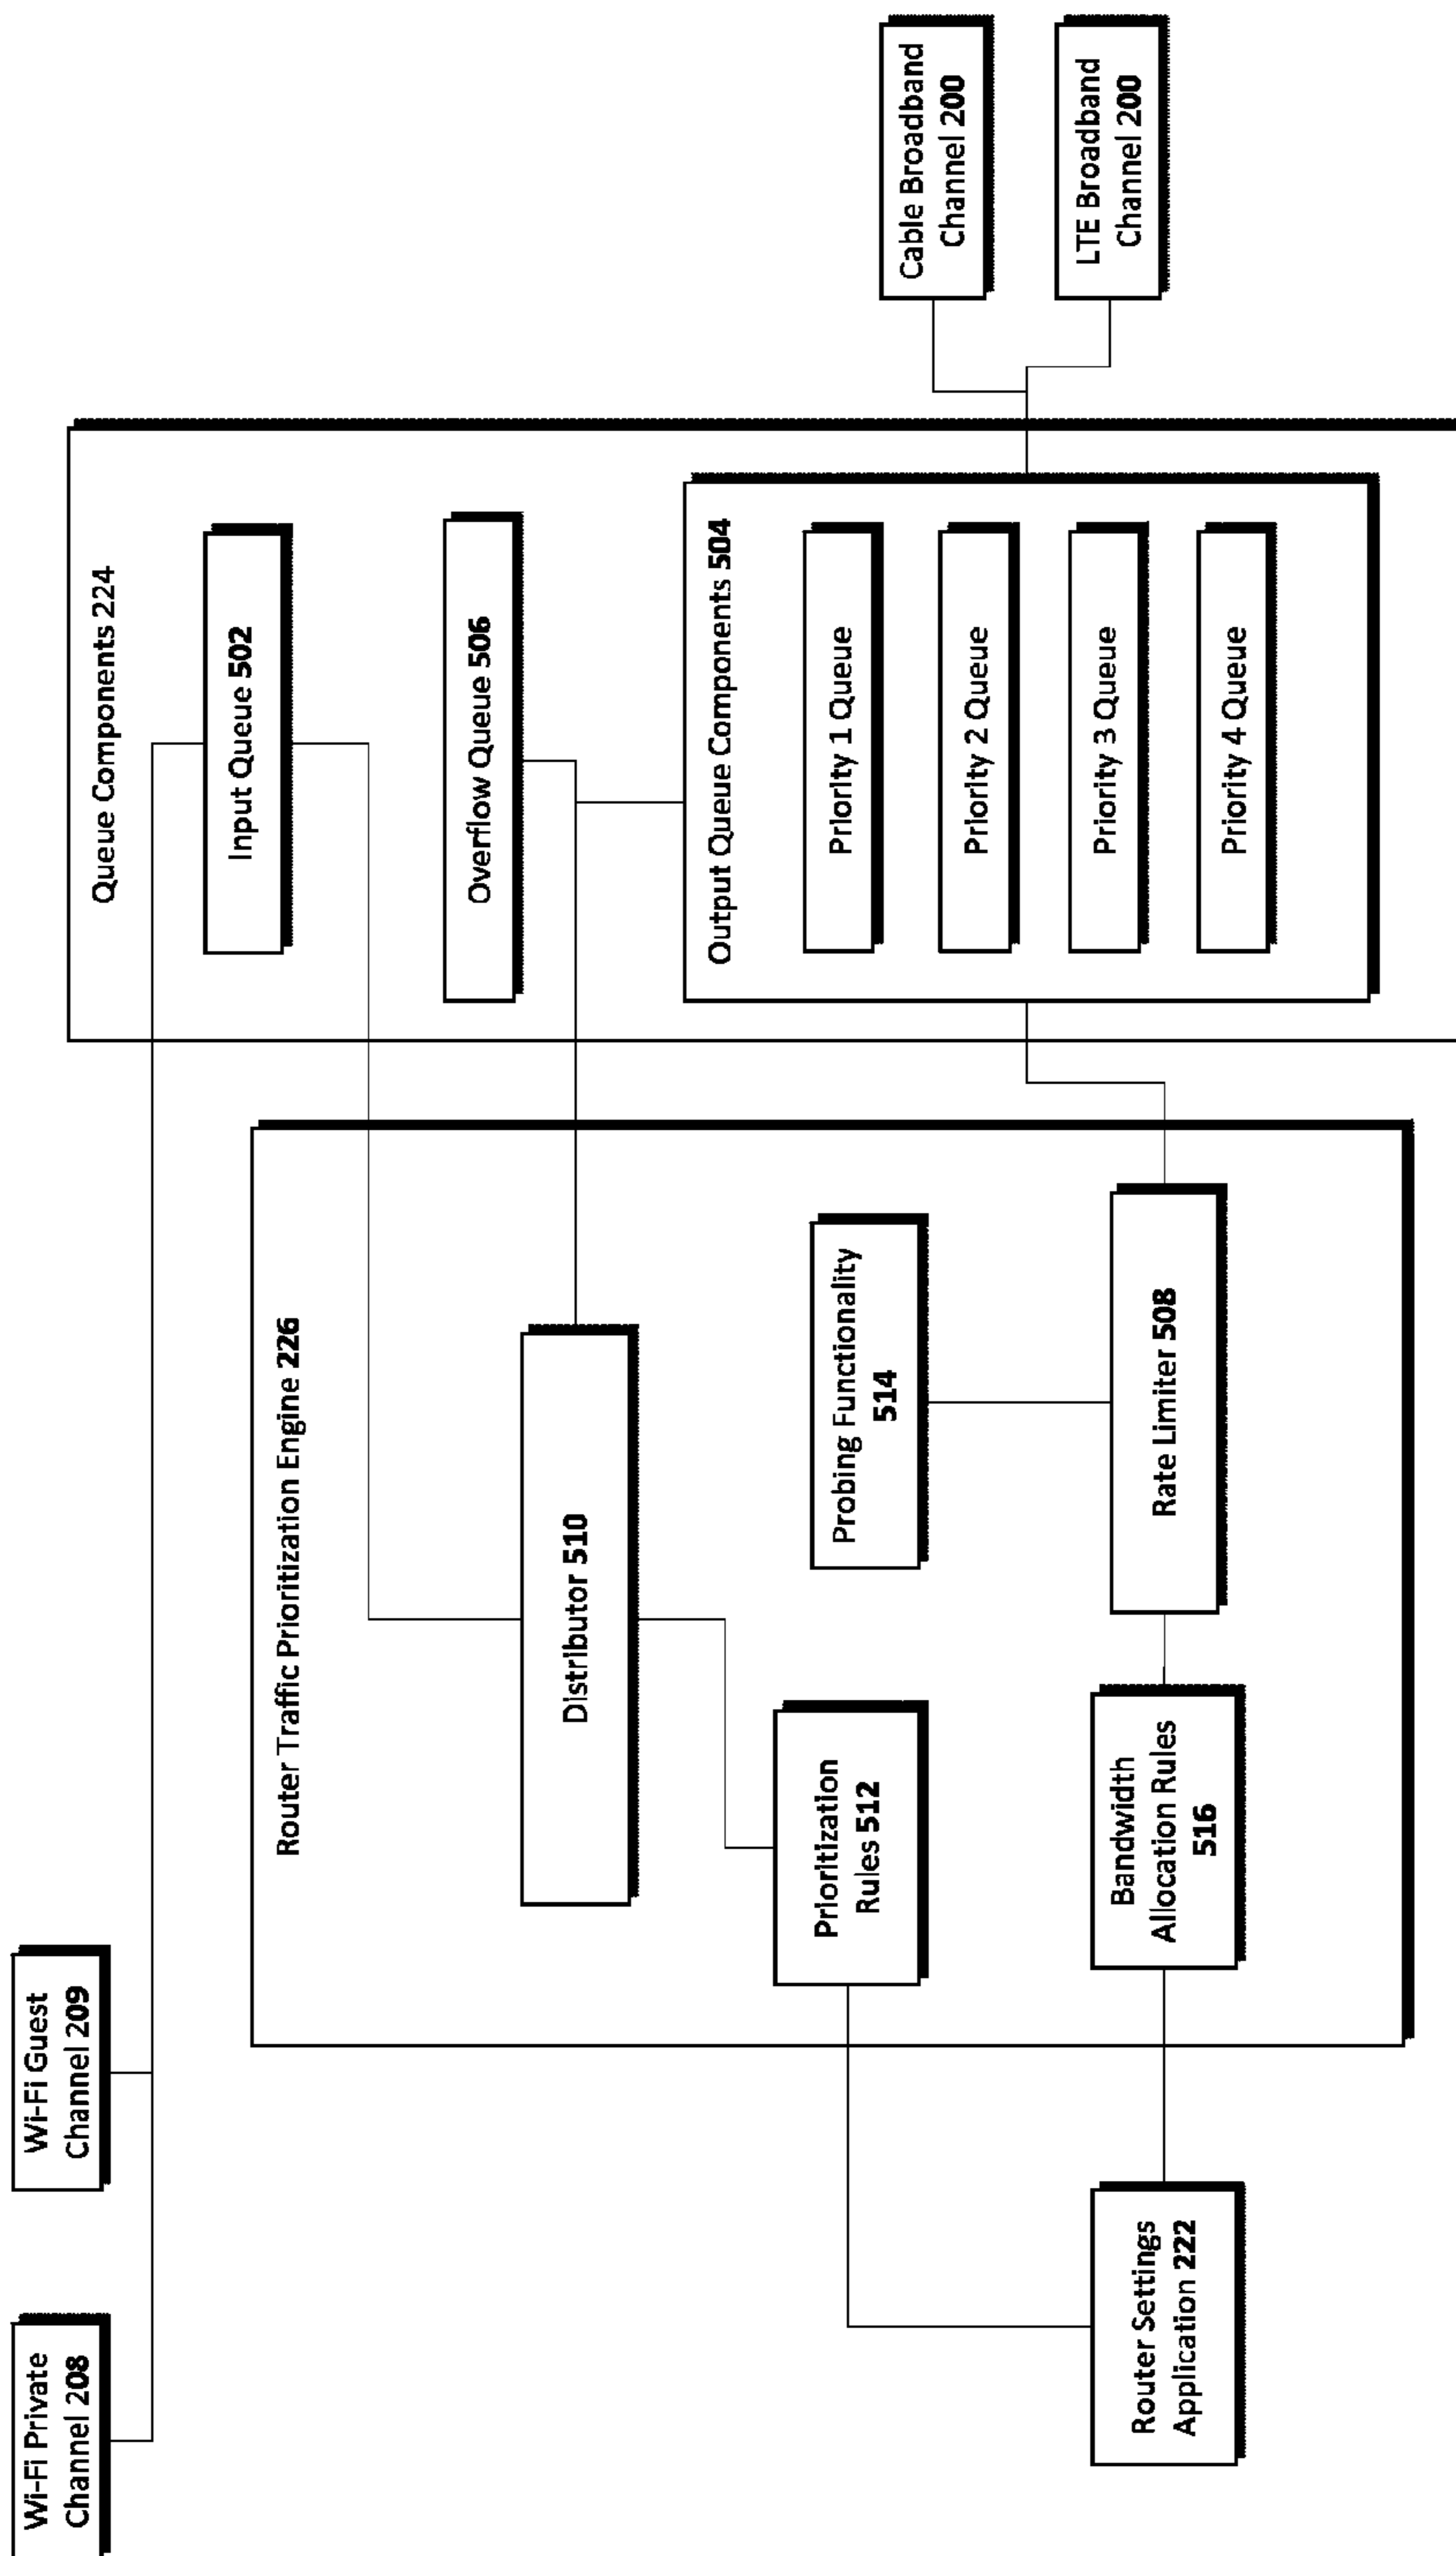 Wi-Fi Private
Channel 208
Wi-Fi Guest
Channel 209
Queue Components 224
Input Queue 502
Overflow Queue 506
Output Queue Components 504
Priority 1 Queue
Priority 2 Queue
Priority 3 Queue
Priority 4 Queue
Router Traffic Prioritization Engine 226
Distributor 510
Prioritization
Rules 512
Probing Functionality
514
Bandwidth
Allocation Rules
516
Rate Limiter 508
Router Settings
Application 222
Cable Broadband
Channel 200
LTE Broadband
Channel 200